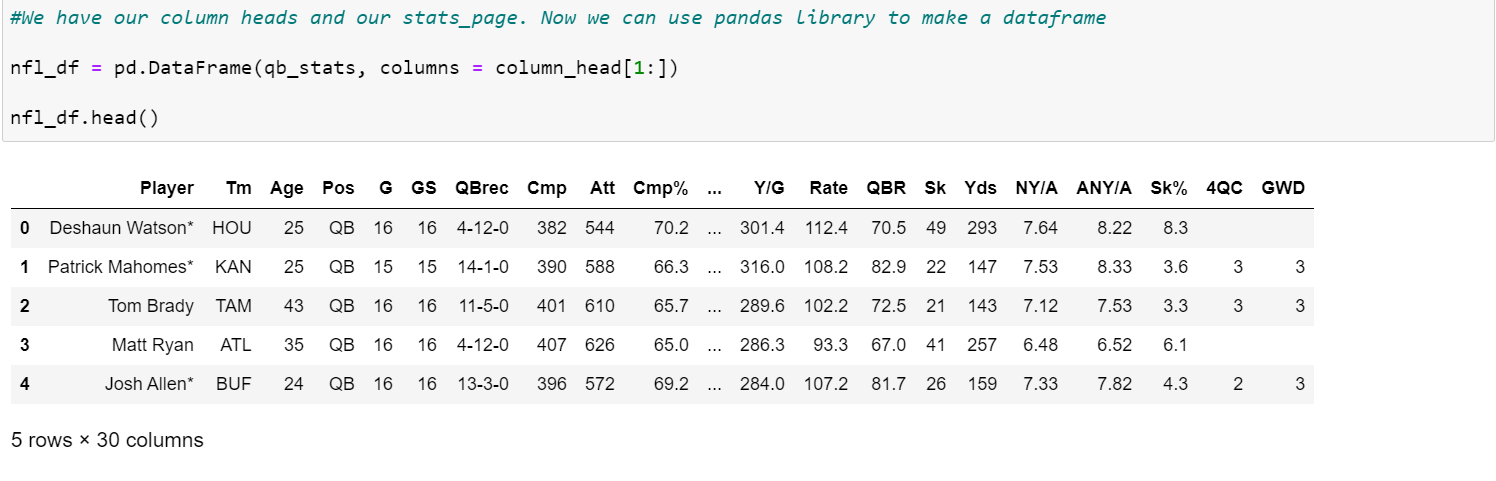 #We have our column heads and our stats_page. Now we can use pandas library to make a dataframe
nfl_df = pd.DataFrame(qb_stats, columns = column_head[1:])
nfl_df.head()
Player Tm Age Pos G GS QBrec Cmp Att Cmp% ... Y/G Rate QBR Sk Yds NY/A ANY/A Sk% 4QC GWD
0 Deshaun Watson* HOU 25 QB 16 16 4-12-0 382 544 70.2 ... 301.4 112.4 70.5 49 293 7.64 8.22 8.3
1 Patrick Mahomes* KAN 25 QB 15 15 14-1-0 390 588 66.3 ... 316.0 108.2 82.9 22 147 7.53 8.33 3.6 3 3
2 Tom Brady TAM 43 QB 16 16 11-5-0 401 610 65.7 ... 289.6 102.2 72.5 21 143 7.12 7.53 3.3 3 3
3 Matt Ryan ATL 35 QB 16 16 4-12-0 407 626 65.0 ... 286.3 93.3 67.0 41 257 6.48 6.52 6.1
4 Josh Allen* BUF 24 QB 16 16 13-3-0 396 572 69.2 ... 284.0 107.2 81.7 26 159 7.33 7.82 4.3 2 3
5 rows × 30 columns